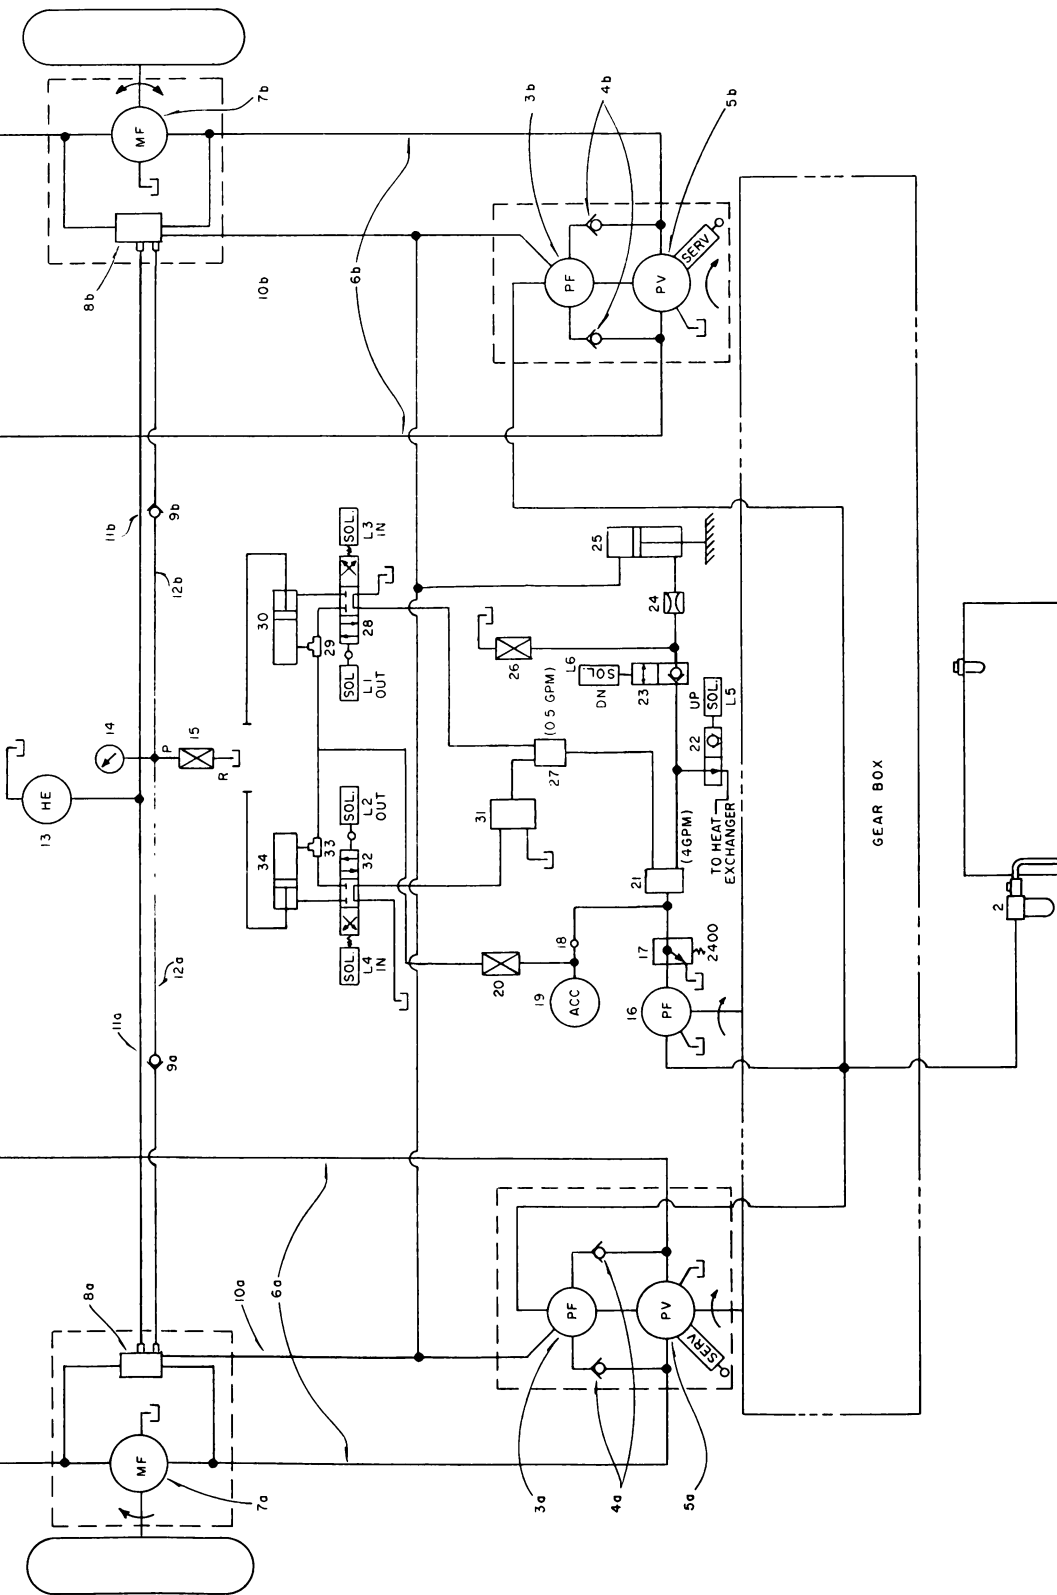 MF
7b
8b
10b
6b
3b
4b
5b
PF
PV
SERV
11b
12b
9b
30
29
28
SOL.
L3
IN
SOL
L1
OUT
25
24
26
L6
SOL
DN
23
UP
SOL.
L5
22
(0.5 GPM)
27
14
P
15
R
HE
13
34
33
32
SOL.
L2
OUT
SOL.
L4
IN
31
21
(4GPM)
TO HEAT
EXCHANGER
18
19
ACC
20
17
2400
16
PF
GEAR BOX
2
12a
11a
9a
8a
10a
6a
MF
7a
PF
PV
SERV
3a
4a
5a